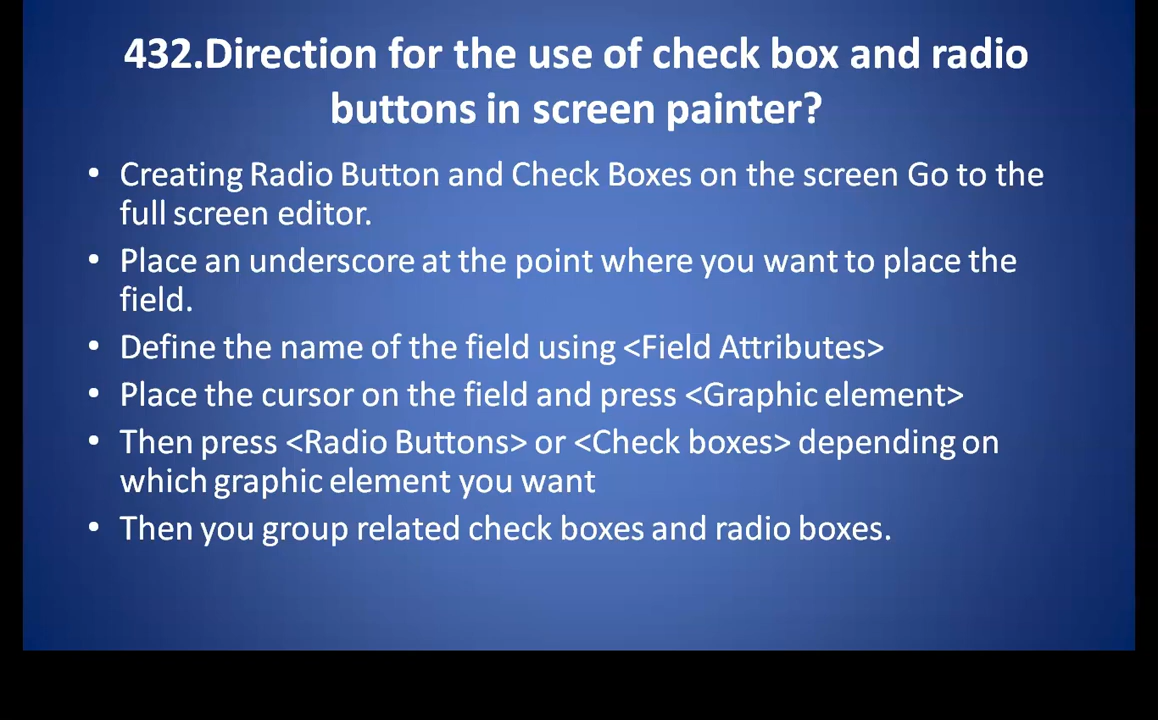 432.Direction for the use of check box and radio
buttons in screen painter?
• Creating Radio Button and Check Boxes on the screen Go to the
full screen editor.
• Place an underscore at the point where you want to place the
field.
• Define the name of the field using <Field Attributes>
• Place the cursor on the field and press <Graphic element>
• Then press <Radio Buttons> or <Check boxes> depending on
which graphic element you want
• Then you group related check boxes and radio boxes.